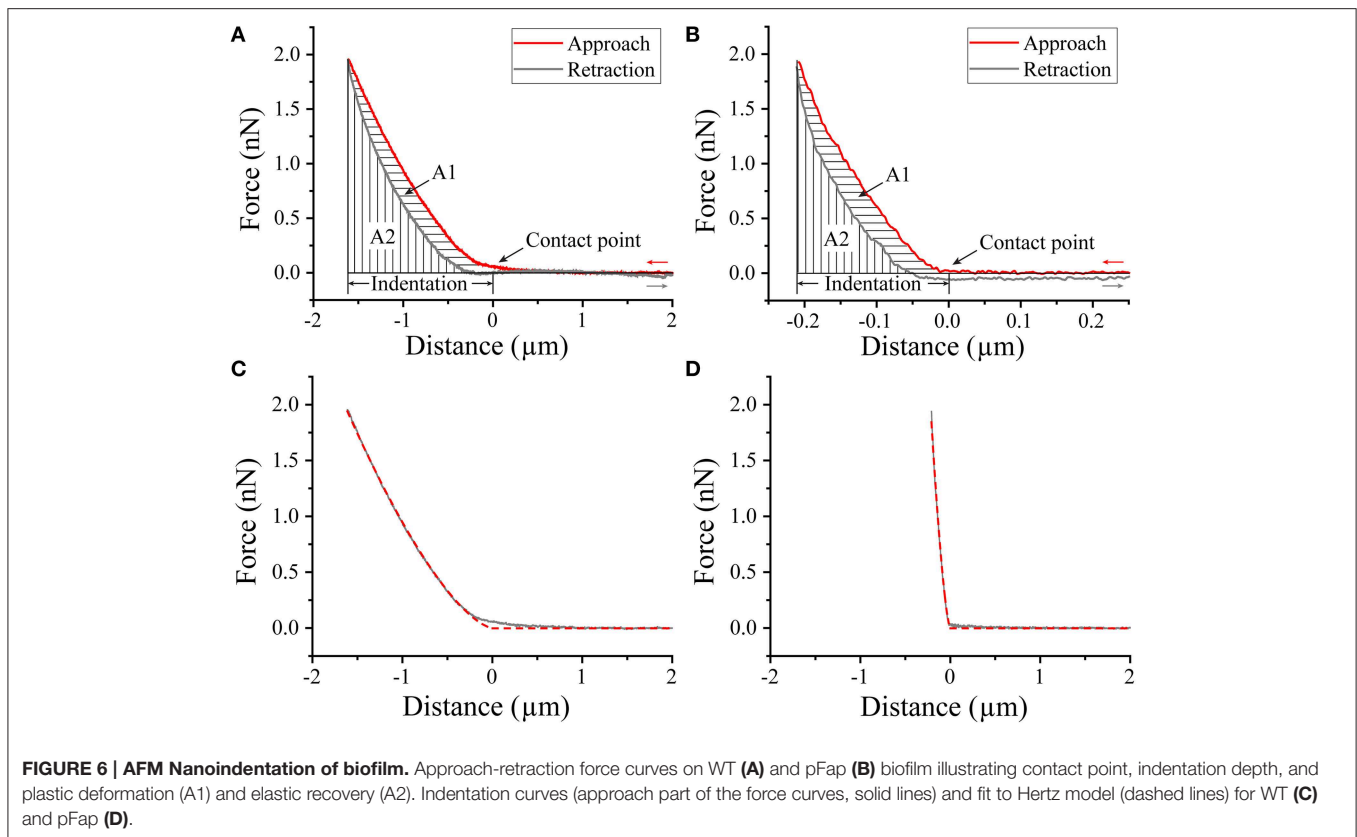 A
Force (nN)
2.0
1.5
1.0
0.5
0.0
Approach
Retraction
A1
A2
Contact point
Indentation
-2
-1
0
1
2
Distance (µm)
B
Force (nN)
2.0
1.5
1.0
0.5
0.0
Approach
Retraction
A1
A2
Contact point
Indentation
-0.2
-0.1
0.0
0.1
0.2
Distance (µm)
C
Force (nN)
2.0
1.5
1.0
0.5
0.0
-2
-1
0
1
2
Distance (µm)
D
Force (nN)
2.0
1.5
1.0
0.5
0.0
-2
-1
0
1
2
Distance (µm)
FIGURE 6 | AFM Nanoindentation of biofilm. Approach-retraction force curves on WT (A) and pFap (B) biofilm illustrating contact point, indentation depth, and
plastic deformation (A1) and elastic recovery (A2). Indentation curves (approach part of the force curves, solid lines) and fit to Hertz model (dashed lines) for WT (C)
and pFap (D).